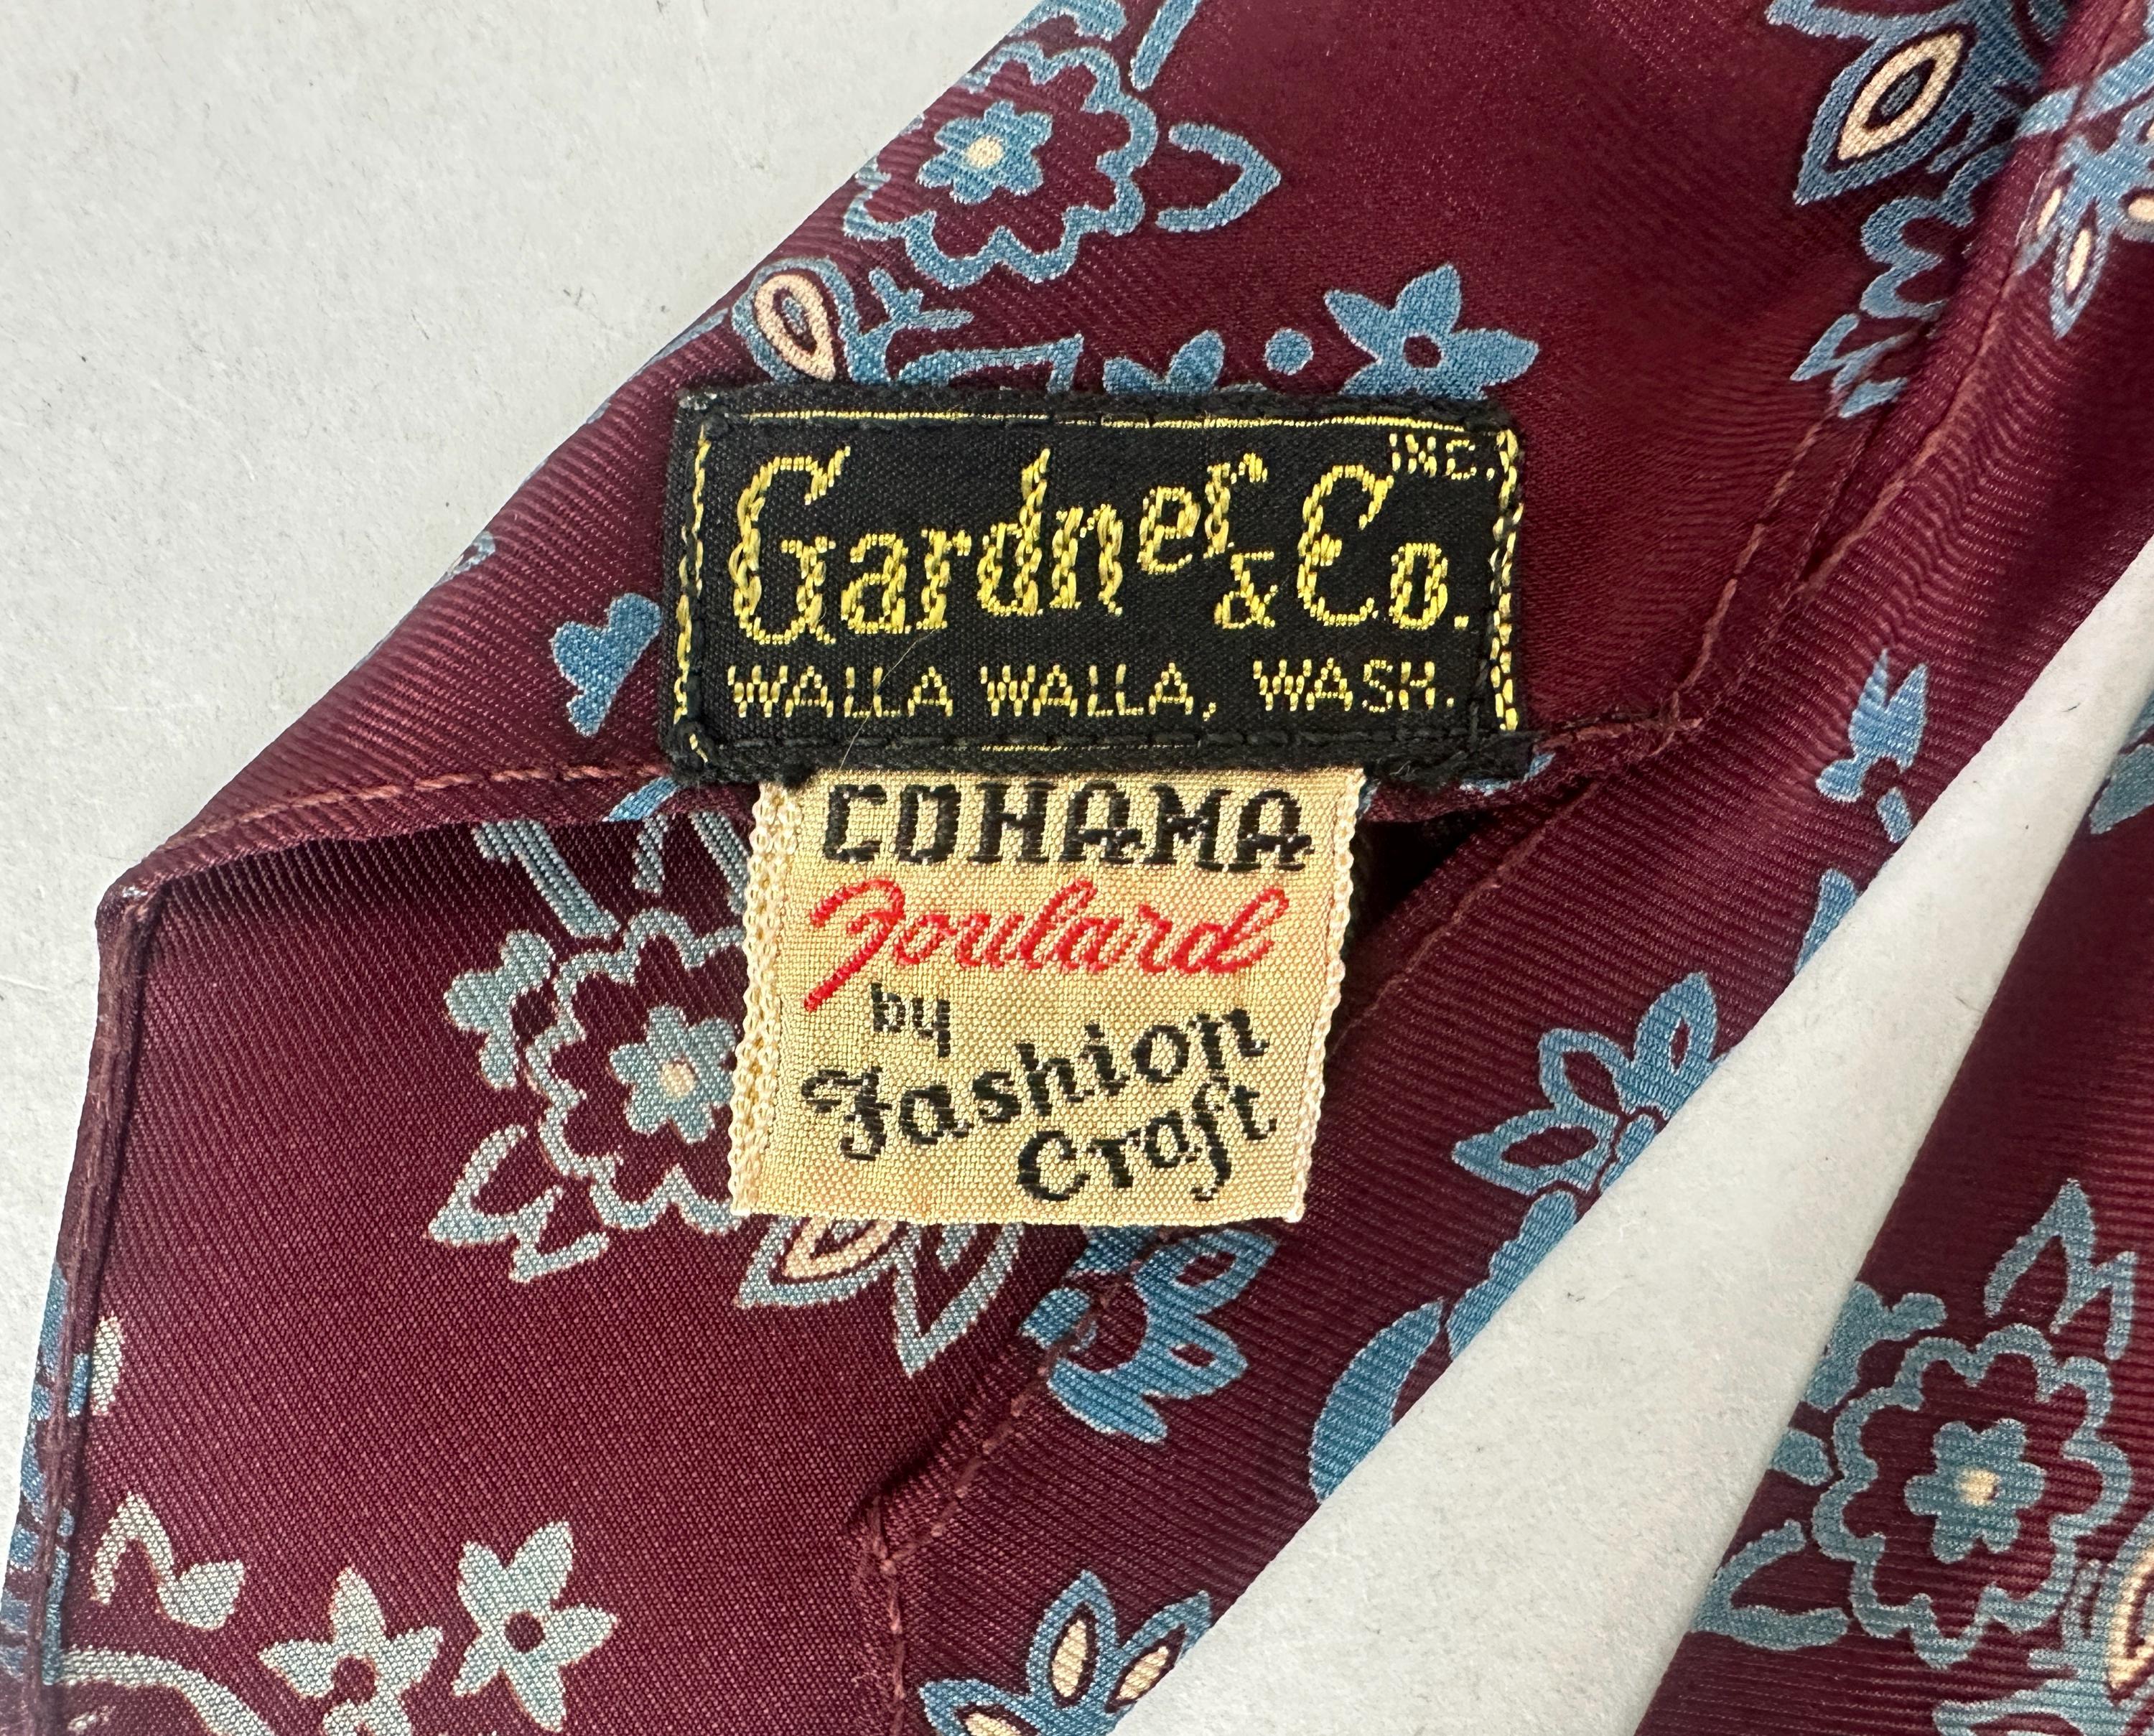 Gardner & Co. INC.
WALLA WALLA, WASH.
COHAMA
Foulard
by
Fashion
Craft